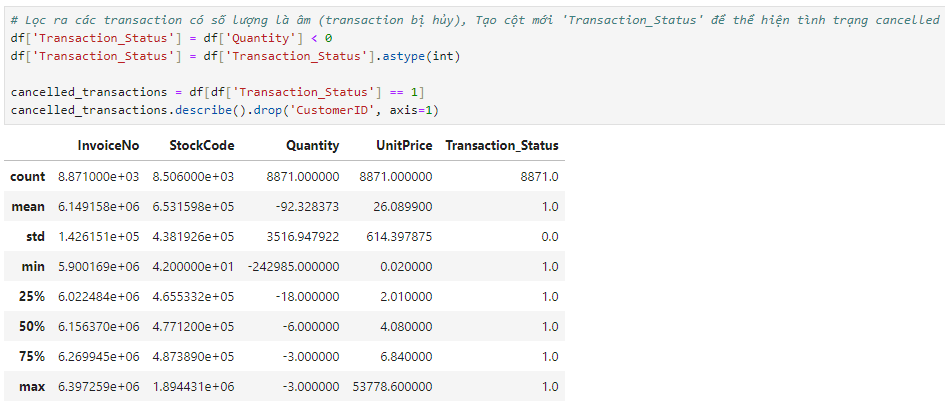 # Lọc ra các transaction có số lượng là âm (transaction bị hủy), Tạo cột mới 'Transaction_Status' để thể hiện tình trạng cancelled
df['Transaction_Status'] = df['Quantity'] < 0
df['Transaction_Status'] = df['Transaction_Status'].astype(int)
cancelled_transactions = df[df['Transaction_Status'] == 1]
cancelled_transactions.describe().drop('CustomerID', axis=1)
InvoiceNo StockCode Quantity UnitPrice Transaction_Status
count 8.871000e+03 8.506000e+03 8871.000000 8871.000000 8871.0
mean 6.149158e+06 6.531598e+05 -92.328373 26.089900 1.0
std 1.426151e+05 4.381926e+05 3516.947922 614.397875 0.0
min 5.900169e+06 4.200000e+01 -242985.000000 0.020000 1.0
25% 6.022484e+06 4.655332e+05 -18.000000 2.010000 1.0
50% 6.156370e+06 4.771200e+05 -6.000000 4.080000 1.0
75% 6.269945e+06 4.873890e+05 -3.000000 6.840000 1.0
max 6.397259e+06 1.894431e+06 -3.000000 53778.600000 1.0